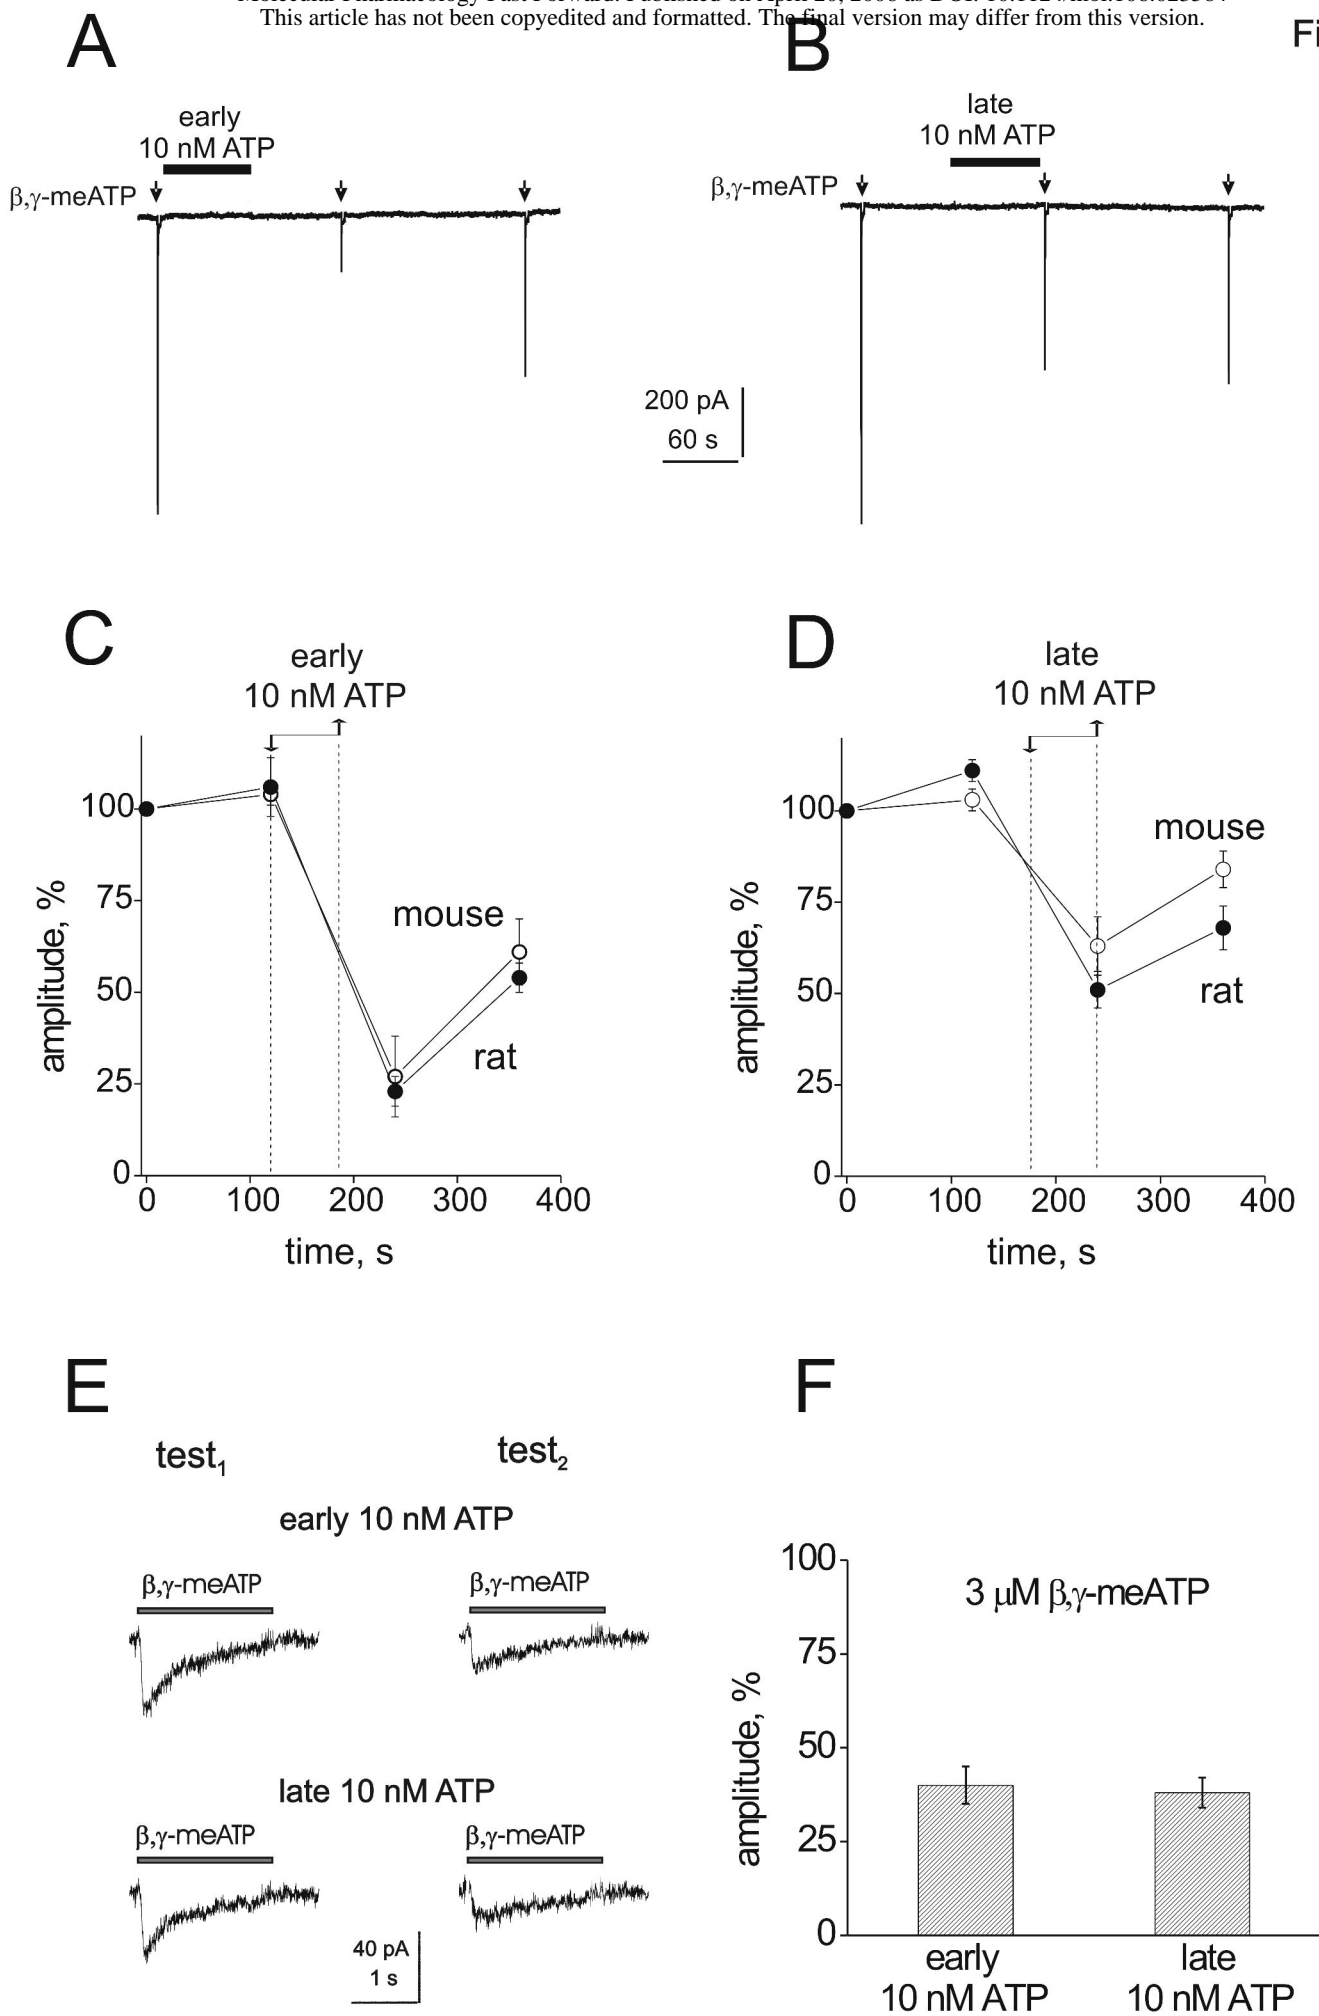 This article has not been copyedited and formatted. The final version may differ from this version.
A
B
early
10 nM ATP
β,γ-meATP
late
10 nM ATP
β,γ-meATP
200 pA
60 s
C
early
10 nM ATP
100
75
50
25
0
amplitude, %
mouse
rat
0 100 200 300 400
time, s
D
late
10 nM ATP
100
75
50
25
0
amplitude, %
mouse
rat
0 100 200 300 400
time, s
E
test1
test2
early 10 nM ATP
β,γ-meATP
β,γ-meATP
late 10 nM ATP
β,γ-meATP
β,γ-meATP
40 pA
1 s
F
100
75
50
25
0
amplitude, %
3 μM β,γ-meATP
early
10 nM ATP
late
10 nM ATP